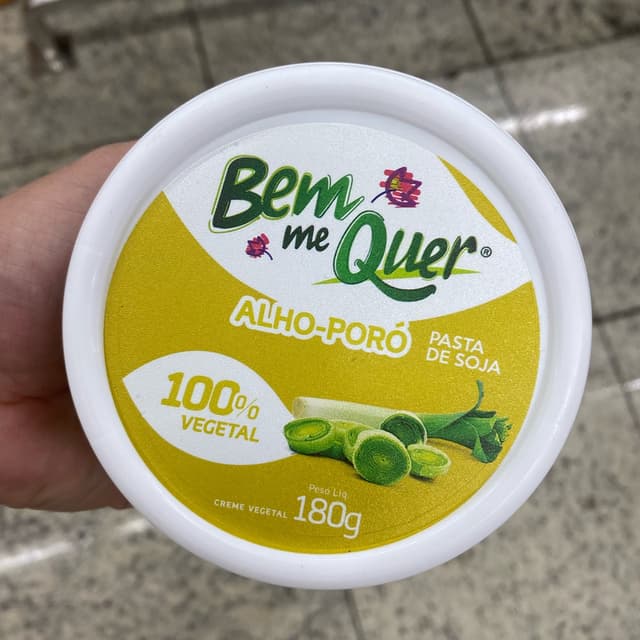 Bem
me Quer®
ALHO-PORÓ
PASTA
DE SOJA
100%
VEGETAL
Peso Líq
CREME VEGETAL 180g